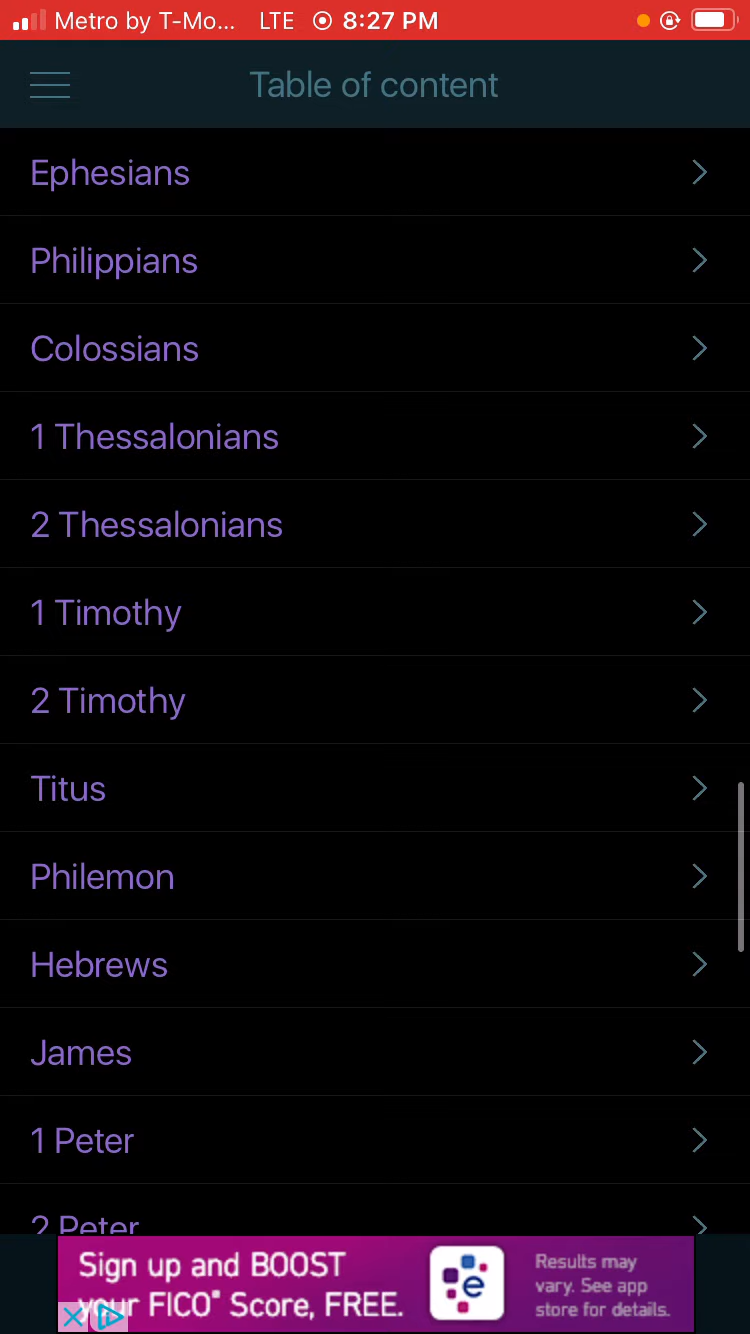 Metro by T-Mo... LTE 8:27 PM
Table of content
Ephesians
Philippians
Colossians
1 Thessalonians
2 Thessalonians
1 Timothy
2 Timothy
Titus
Philemon
Hebrews
James
1 Peter
2 Peter
Sign up and BOOST
your FICO® Score, FREE.
e
Results may
vary. See app
store for details.